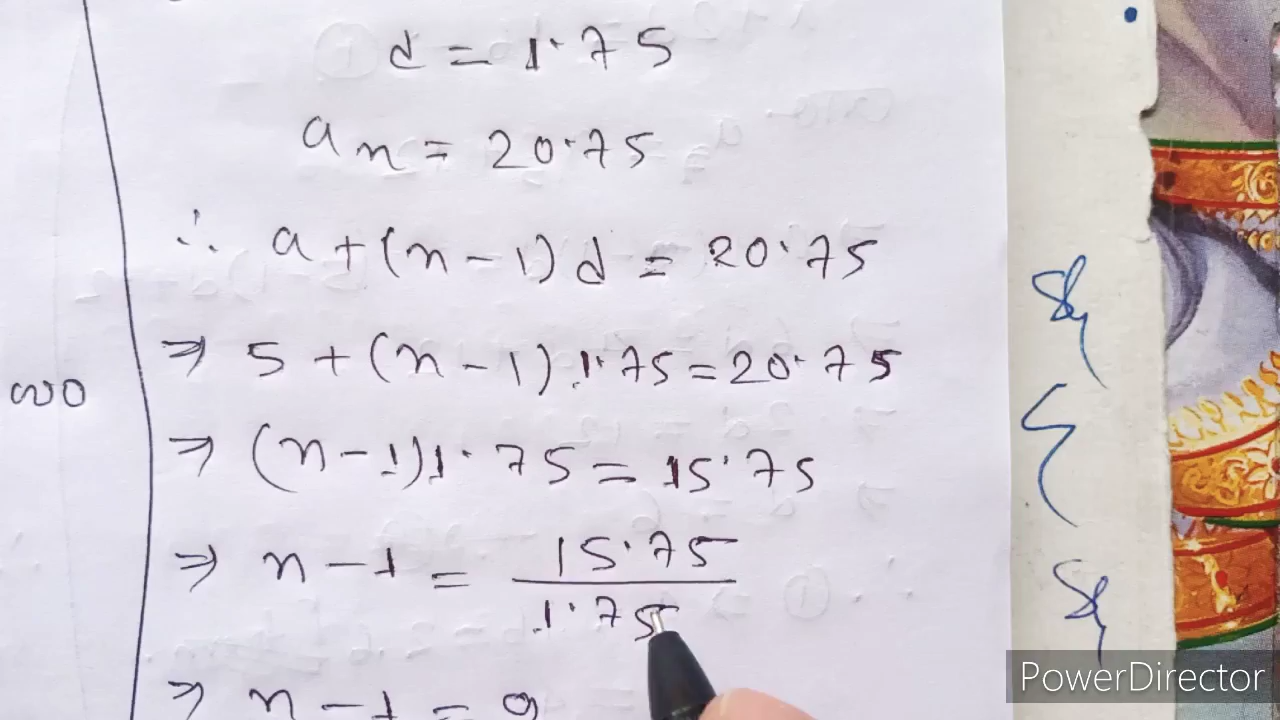 d = 1.75
an = 20.75
∴ a + (n - 1) d = 20.75
⇒ 5 + (n - 1) 1.75 = 20.75
⇒ (n - 1) 1.75 = 15.75
⇒ n - 1 = 15.75 / 1.75
⇒ n - 1 = 9
PowerDirector